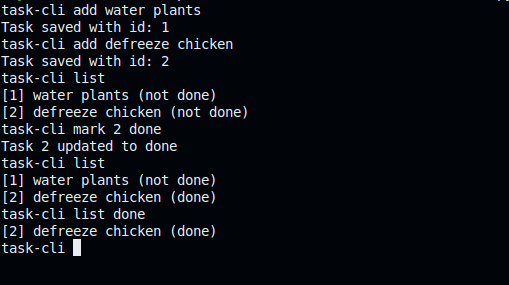 task-cli add water plants
Task saved with id: 1
task-cli add defreeze chicken
Task saved with id: 2
task-cli list
[1] water plants (not done)
[2] defreeze chicken (not done)
task-cli mark 2 done
Task 2 updated to done
task-cli list
[1] water plants (not done)
[2] defreeze chicken (done)
task-cli list done
[2] defreeze chicken (done)
task-cli